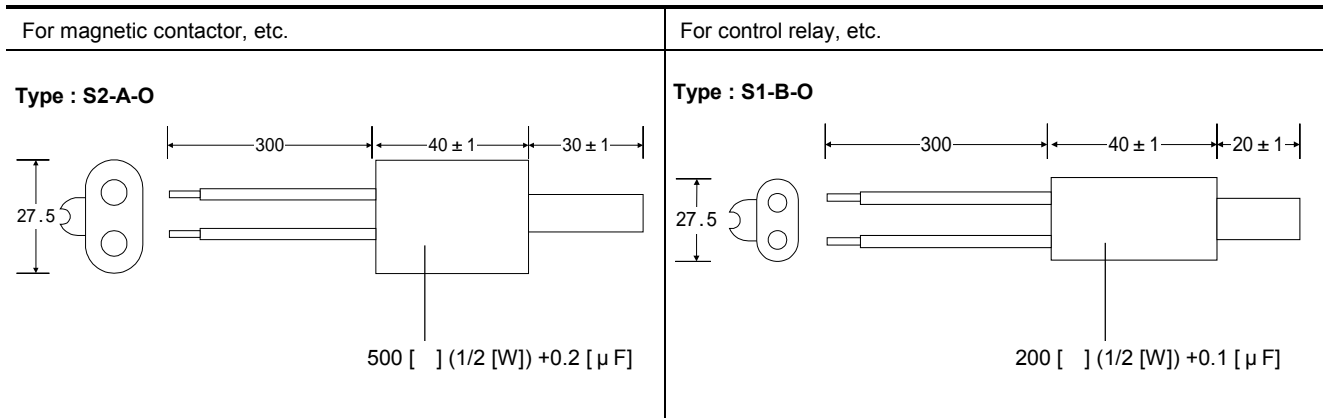 For magnetic contactor, etc.
Type : S2-A-O
300 40 ± 1 30 ± 1
27.5
500 [ ] (1/2 [W]) +0.2 [ µ F]
For control relay, etc.
Type : S1-B-O
300 40 ± 1 20 ± 1
27.5
200 [ ] (1/2 [W]) +0.1 [ µ F]